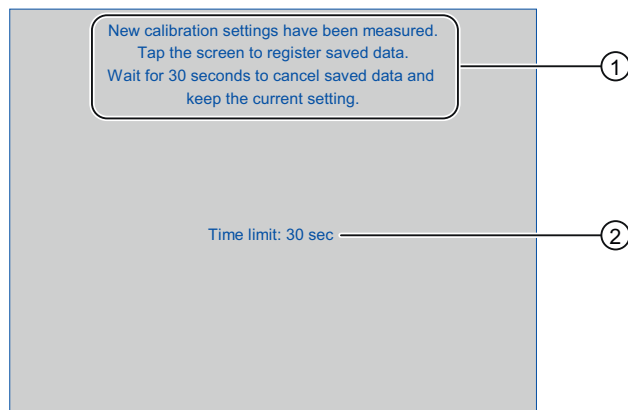 New calibration settings have been measured.
Tap the screen to register saved data.
Wait for 30 seconds to cancel saved data and
keep the current setting.
1
Time limit: 30 sec
2